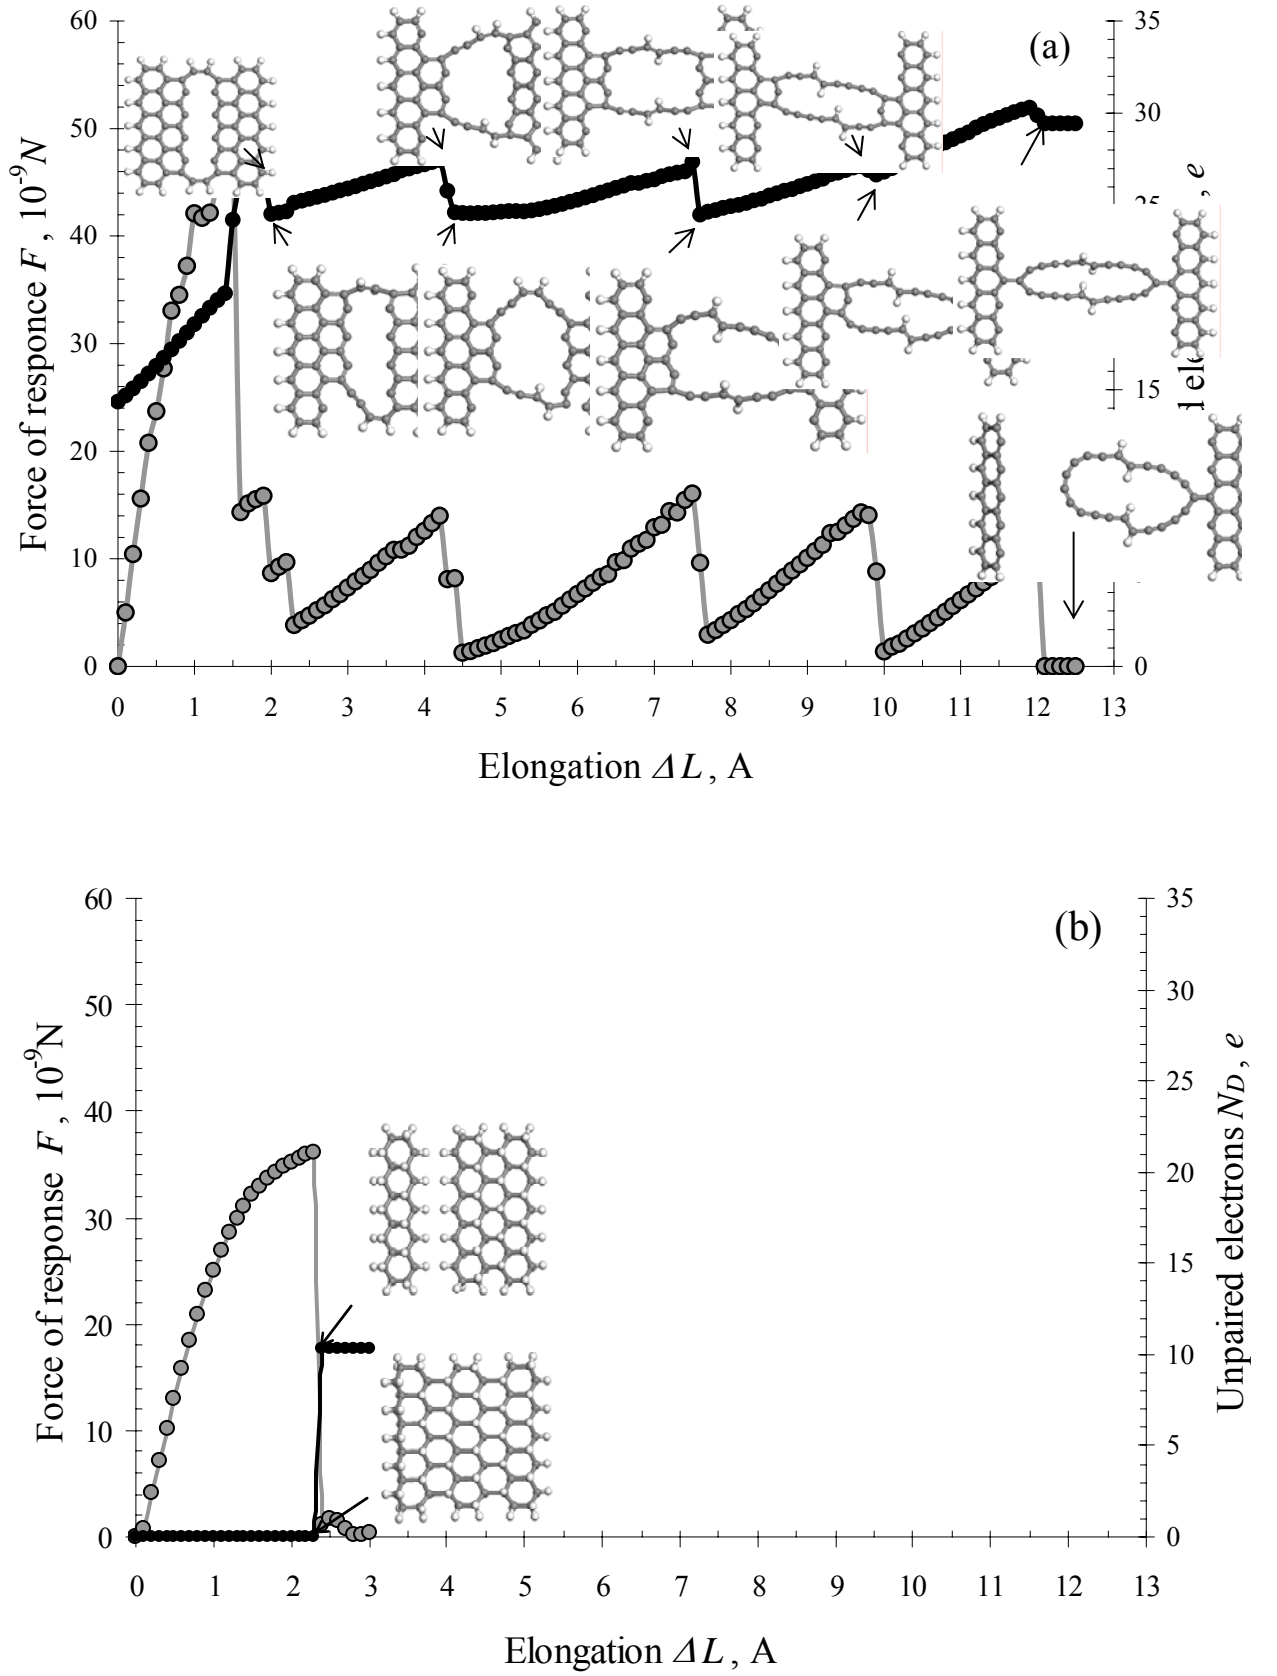 (a)
60
50
40
30
20
10
0
Force of responce F, 10⁻⁹N
35
30
25
15
0
d ele
, e
0 1 2 3 4 5 6 7 8 9 10 11 12 13
Elongation ΔL, A
(b)
60
50
40
30
20
10
0
Force of response F, 10⁻⁹N
35
30
25
20
15
10
5
0
Unpaired electrons N_D, e
0 1 2 3 4 5 6 7 8 9 10 11 12 13
Elongation ΔL, A